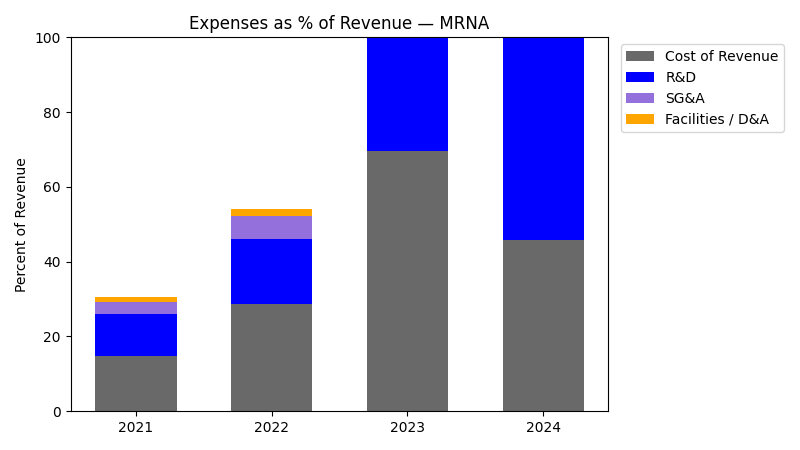 Expenses as % of Revenue — MRNA
Percent of Revenue
100
80
60
40
20
0
2021
2022
2023
2024
Cost of Revenue
R&D
SG&A
Facilities / D&A